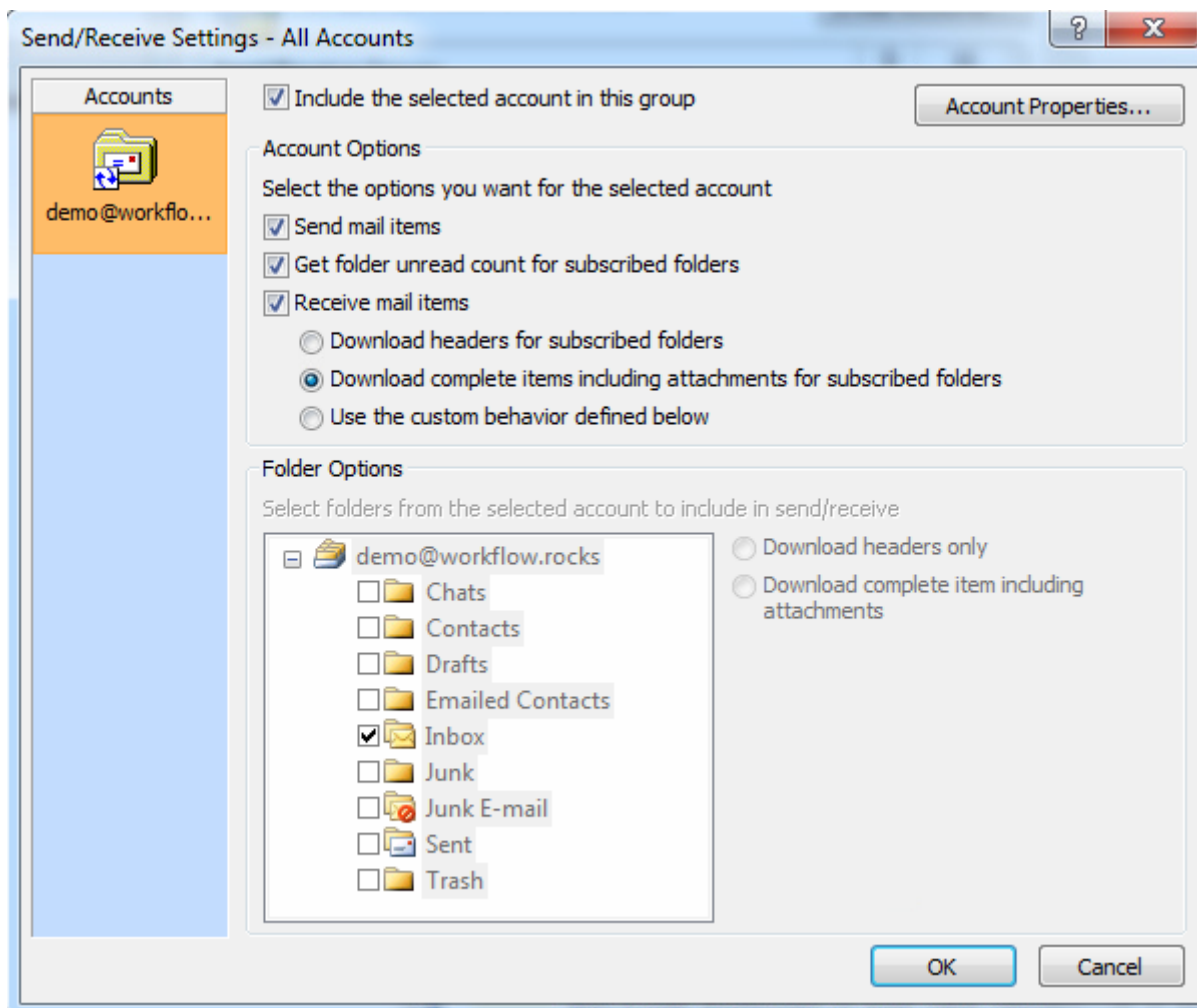 Send/Receive Settings - All Accounts
Accounts
demo@workflo...
Include the selected account in this group
Account Properties...
Account Options
Select the options you want for the selected account
Send mail items
Get folder unread count for subscribed folders
Receive mail items
Download headers for subscribed folders
Download complete items including attachments for subscribed folders
Use the custom behavior defined below
Folder Options
Select folders from the selected account to include in send/receive
demo@workflow.rocks
Chats
Contacts
Drafts
Emailed Contacts
Inbox
Junk
Junk E-mail
Sent
Trash
Download headers only
Download complete item including
attachments
OK
Cancel